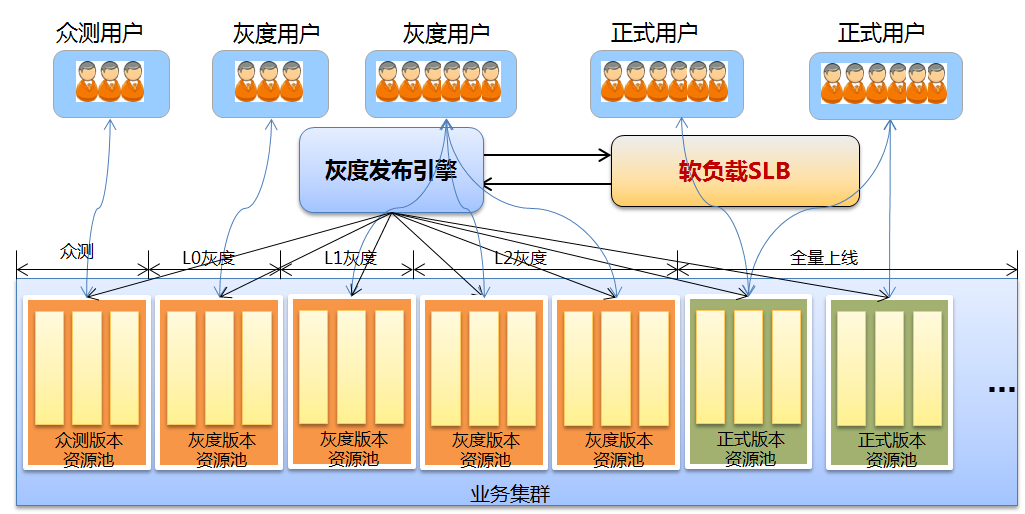 众测用户
灰度用户
灰度用户
正式用户
正式用户
灰度发布引擎
软负载SLB
众测
L0灰度
L1灰度
L2灰度
全量上线
众测版本
资源池
灰度版本
资源池
灰度版本
资源池
灰度版本
资源池
灰度版本
资源池
正式版本
资源池
正式版本
资源池
...
业务集群